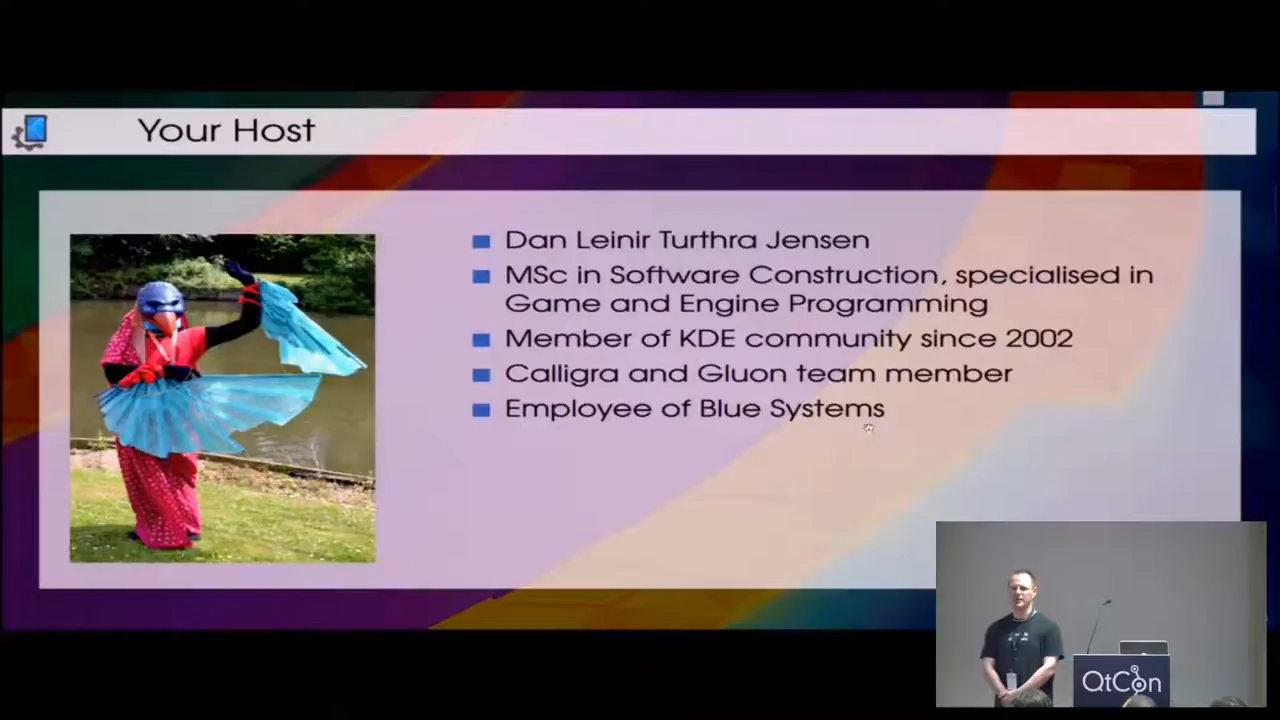 Your Host
Dan Leinir Turthra Jensen
MSc in Software Construction, specialised in
Game and Engine Programming
Member of KDE community since 2002
Calligra and Gluon team member
Employee of Blue Systems
QtCon